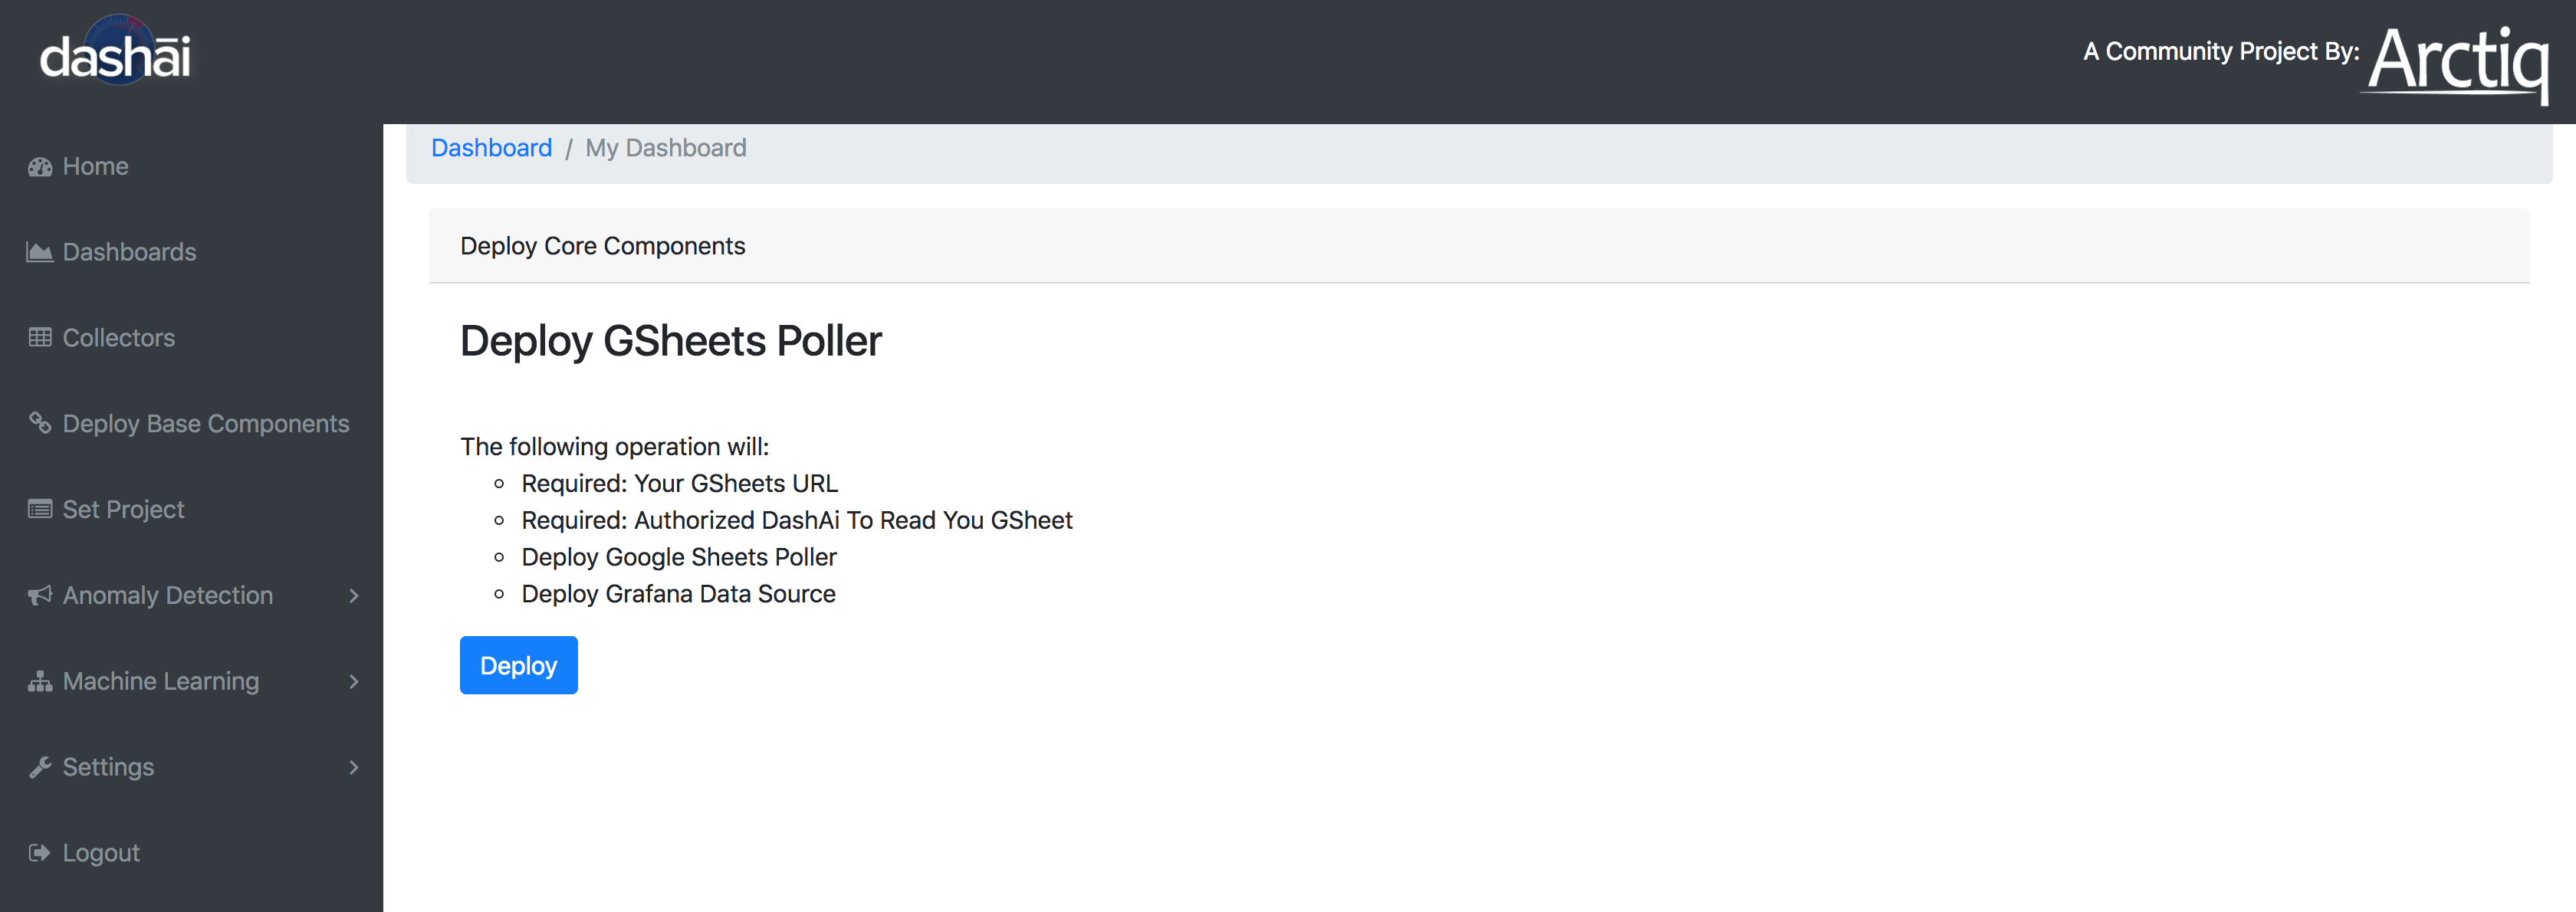 dashāi
A Community Project By: Arctiq
Home
Dashboards
Collectors
Deploy Base Components
Set Project
Anomaly Detection
Machine Learning
Settings
Logout
Dashboard / My Dashboard
Deploy Core Components
Deploy GSheets Poller
The following operation will:
Required: Your GSheets URL
Required: Authorized DashAi To Read You GSheet
Deploy Google Sheets Poller
Deploy Grafana Data Source
Deploy